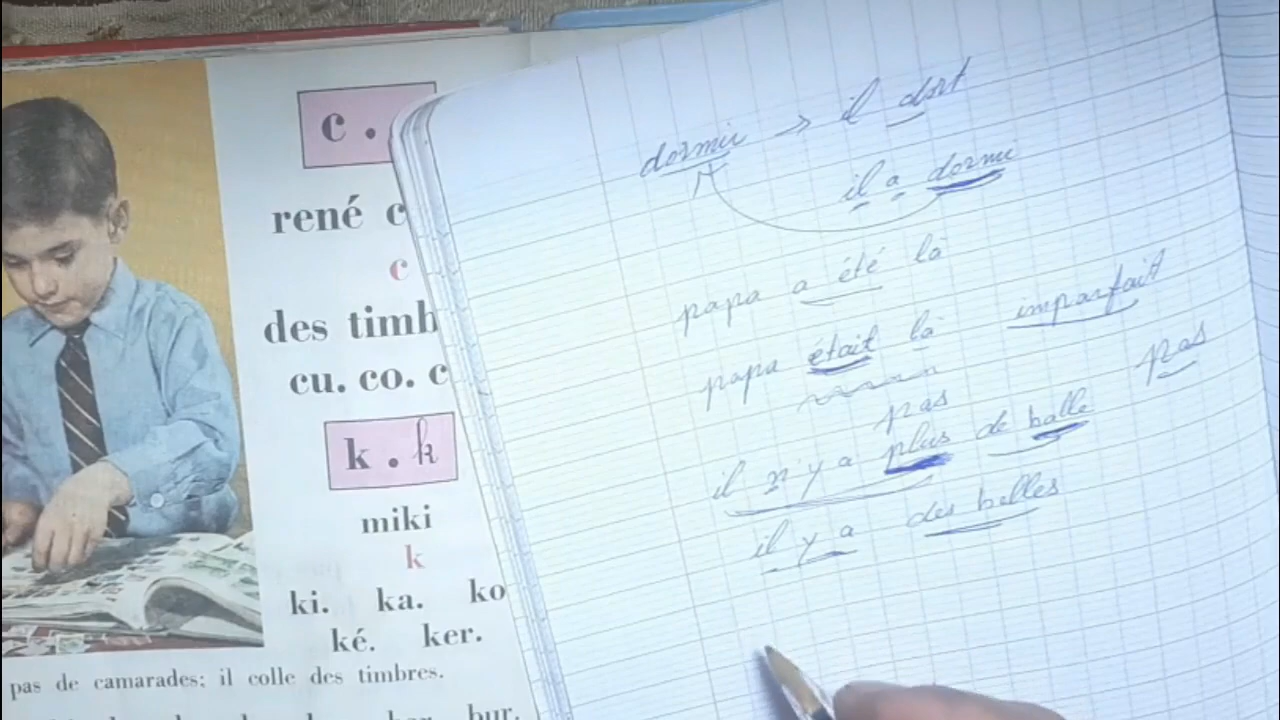 c .
rené c
c
des timb
cu. co. c
k . k
miki
k
ki. ka. ko
ké. ker.
pas de camarades; il colle des timbres.
bur.
dormir → il dort
il a dormi
papa a été là
papa était là imparfait
pas pas
il n'y a plus de balle
il y a des balles